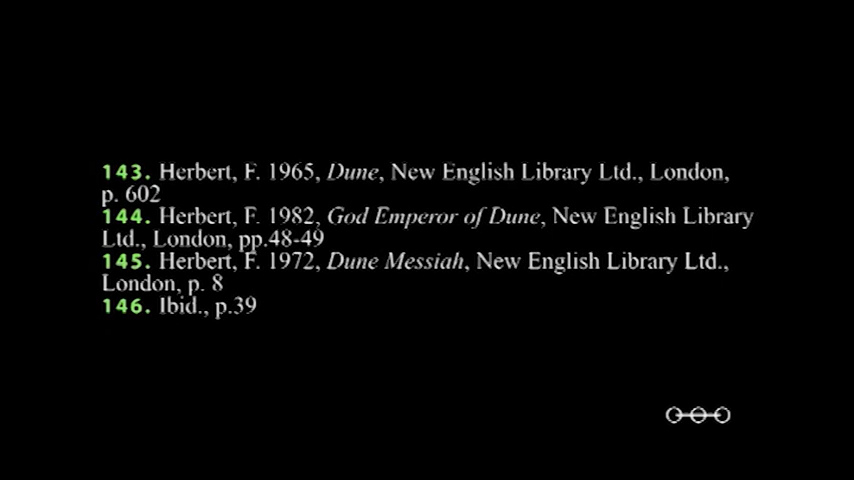 143. Herbert, F. 1965, Dune, New English Library Ltd., London,
p. 602
144. Herbert, F. 1982, God Emperor of Dune, New English Library
Ltd., London, pp.48-49
145. Herbert, F. 1972, Dune Messiah, New English Library Ltd.,
London, p. 8
146. Ibid., p.39